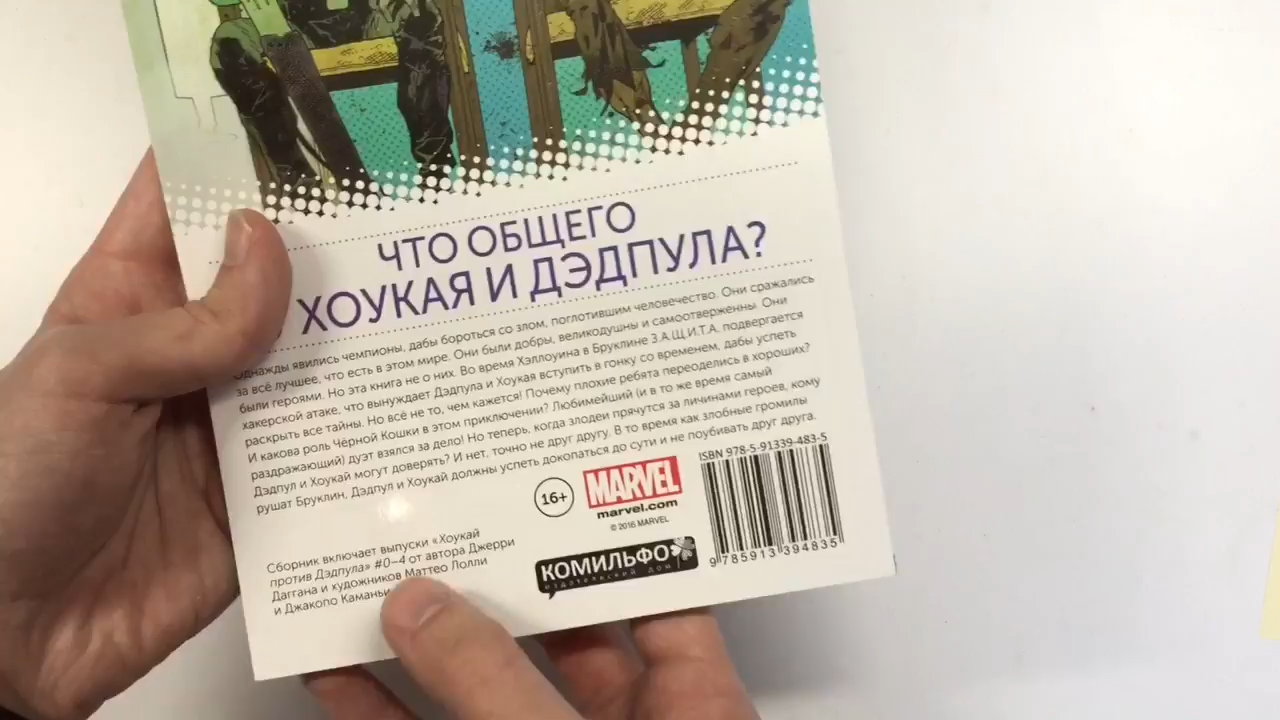 ЧТО ОБЩЕГО
ХОУКАЯ И ДЭДПУЛА?
Однажды явились чемпионы, дабы бороться со злом, поглотившим человечество. Они сражались
за всё лучшее, что есть в этом мире. Они были добры, великодушны и самоотверженны. Они
были героями. Но эта книга не о них. Во время Хэллоуина в Бруклине З.А.Щ.И.Т.А. подвергается
хакерской атаке, что вынуждает Дэдпула и Хоукая вступить в гонку со временем, дабы успеть
раскрыть все тайны. Но всё не то, чем кажется! Почему плохие ребята переоделись в хороших?
И какова роль Чёрной Кошки в этом приключении? Любимейший (и в то же время самый
раздражающий) дуэт взялся за дело! Но теперь, когда злодеи прячутся за личинами героев, кому
Дэдпул и Хоукай могут доверять? И нет, точно не друг другу. В то время как злобные громилы
рушат Бруклин, Дэдпул и Хоукай должны успеть докопаться до сути и не поубивать друг друга.
Сборник включает выпуски «Хоукай
против Дэдпула» #0–4 от автора Джерри
Даггана и художников Маттео Лолли
и Джакопо
16+
MARVEL
marvel.com
© 2016 MARVEL
КОМИЛЬФО
издательский дом
ISBN 978-5-91339-483-5
9 785913 394835